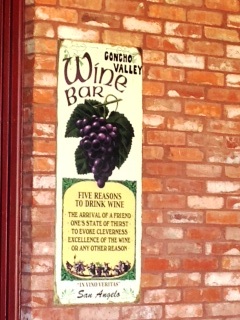 CONCHO
VALLEY
Wine
BAR
FIVE REASONS
TO DRINK WINE
THE ARRIVAL OF A FRIEND
ONE'S STATE OF THIRST
TO EVOKE CLEVERNESS
EXCELLENCE OF THE WINE
OR ANY OTHER REASON
"IN VINO VERITAS"
San Angelo